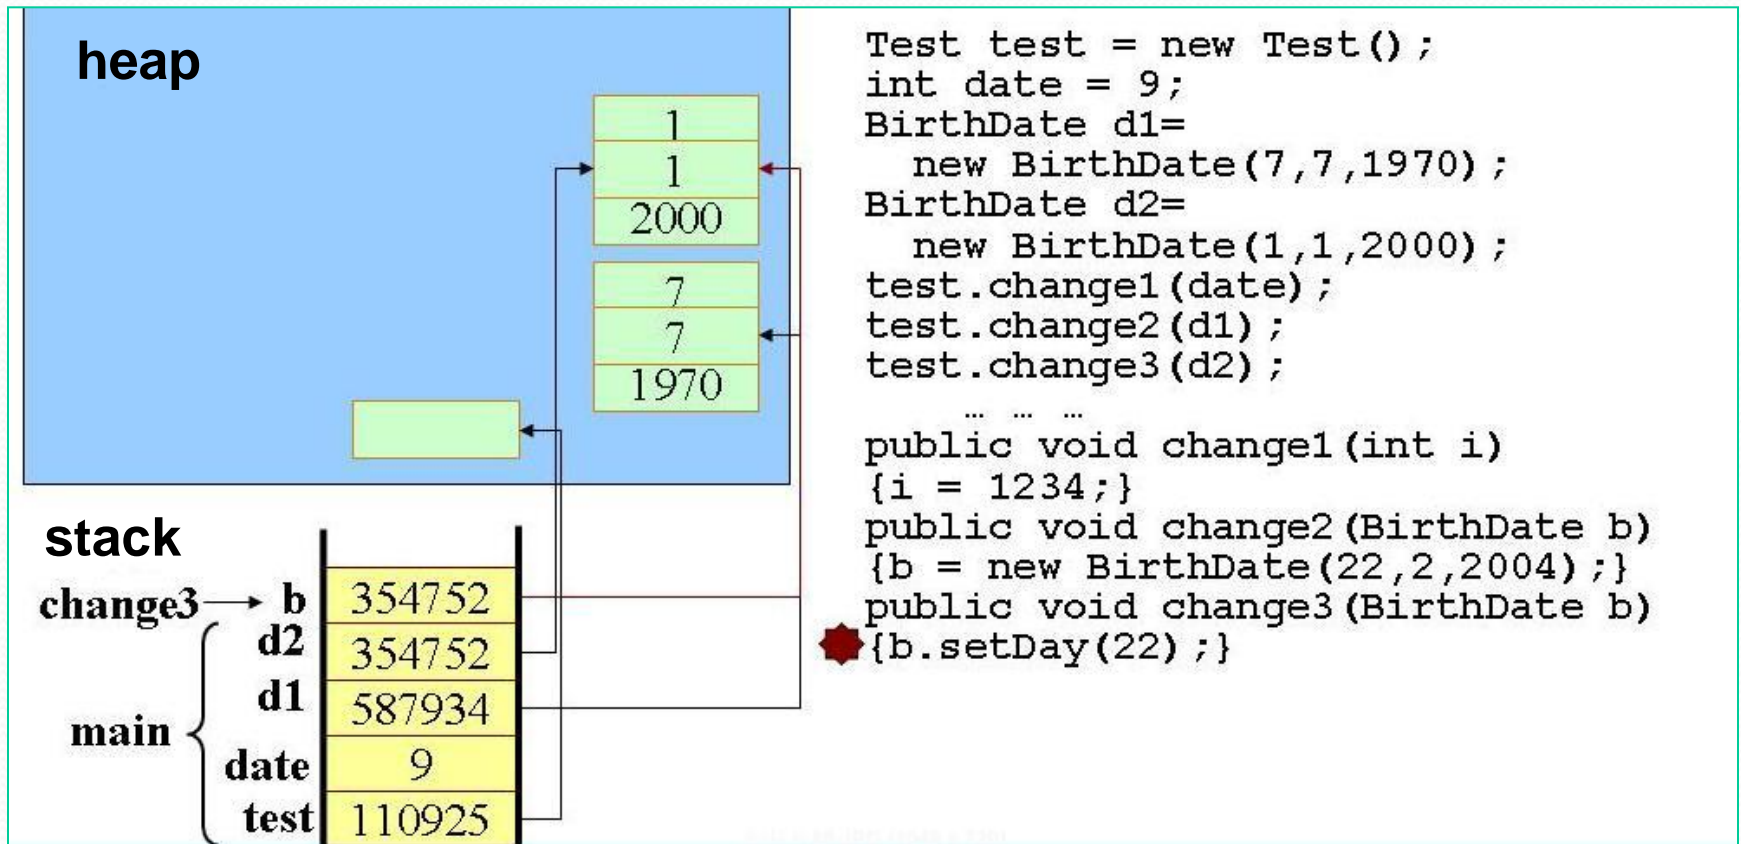 heap
1
1
2000
7
7
1970
stack
change3 b 354752
d2 354752
d1 587934
main
date 9
test 110925
Test test = new Test();
int date = 9;
BirthDate d1=
  new BirthDate(7,7,1970);
BirthDate d2=
  new BirthDate(1,1,2000);
test.change1(date);
test.change2(d1);
test.change3(d2);
… … …
public void change1(int i)
{i = 1234;}
public void change2(BirthDate b)
{b = new BirthDate(22,2,2004);}
public void change3(BirthDate b)
{b.setDay(22);}